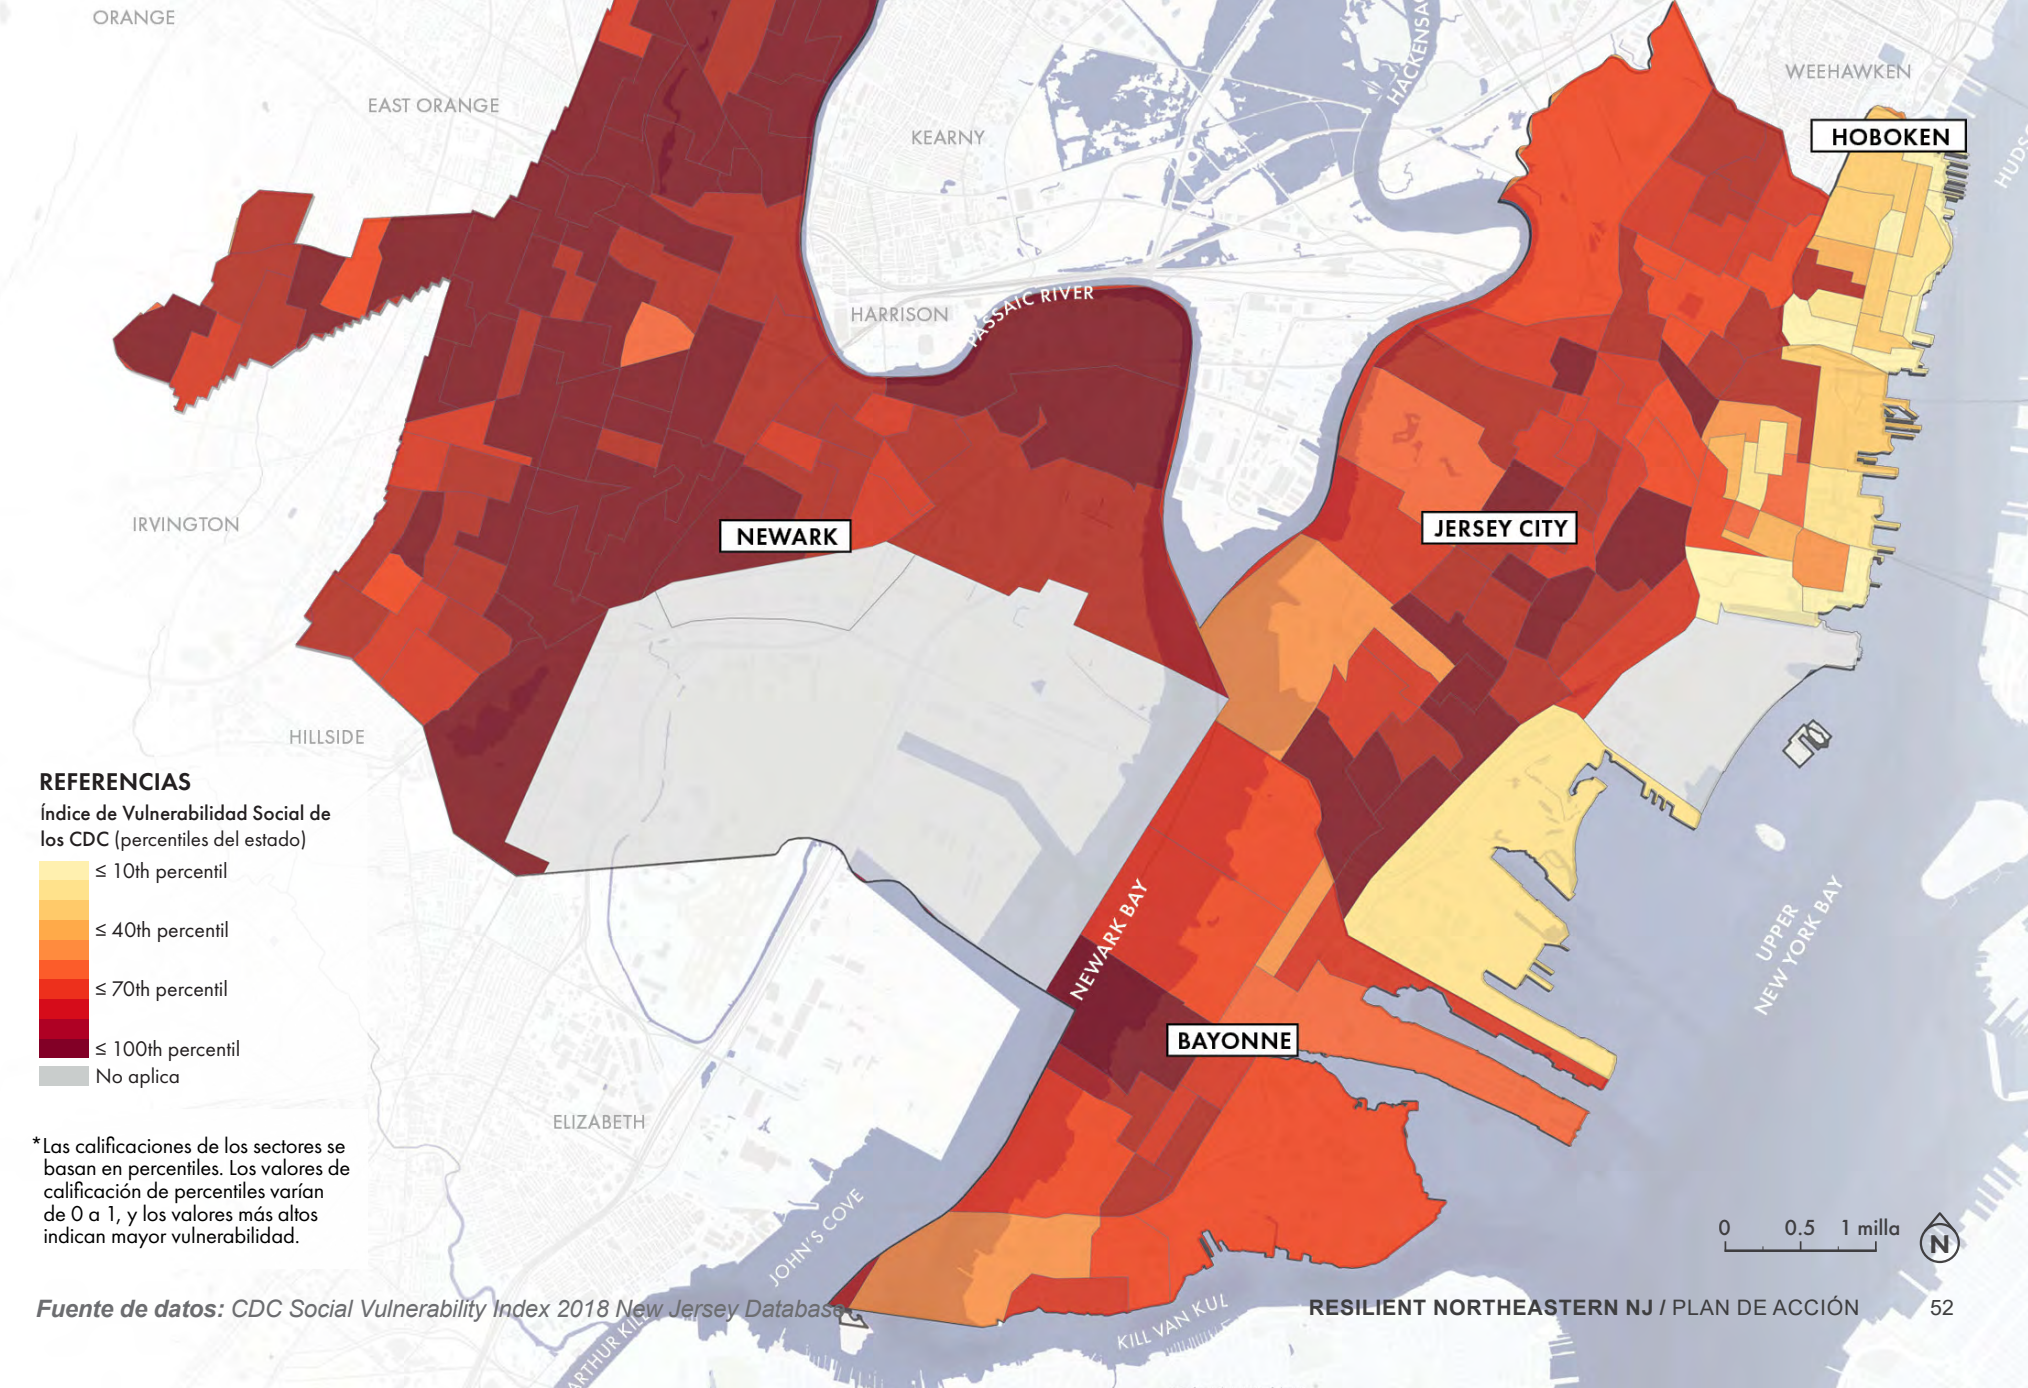 ORANGE
EAST ORANGE
KEARNY
WEEHAWKEN
HOBOKEN
HARRISON
PASSAIC RIVER
IRVINGTON
NEWARK
JERSEY CITY
HILLSIDE
REFERENCIAS
Índice de Vulnerabilidad Social de
los CDC (percentiles del estado)
≤ 10th percentil
≤ 40th percentil
≤ 70th percentil
≤ 100th percentil
No aplica
NEWARK BAY
UPPER
NEW YORK BAY
BAYONNE
ELIZABETH
*Las calificaciones de los sectores se
basan en percentiles. Los valores de
calificación de percentiles varían
de 0 a 1, y los valores más altos
indican mayor vulnerabilidad.
JOHN'S COVE
KILL VAN KUL
0 0.5 1 milla
N
Fuente de datos: CDC Social Vulnerability Index 2018 New Jersey Database
RESILIENT NORTHEASTERN NJ / PLAN DE ACCIÓN 52